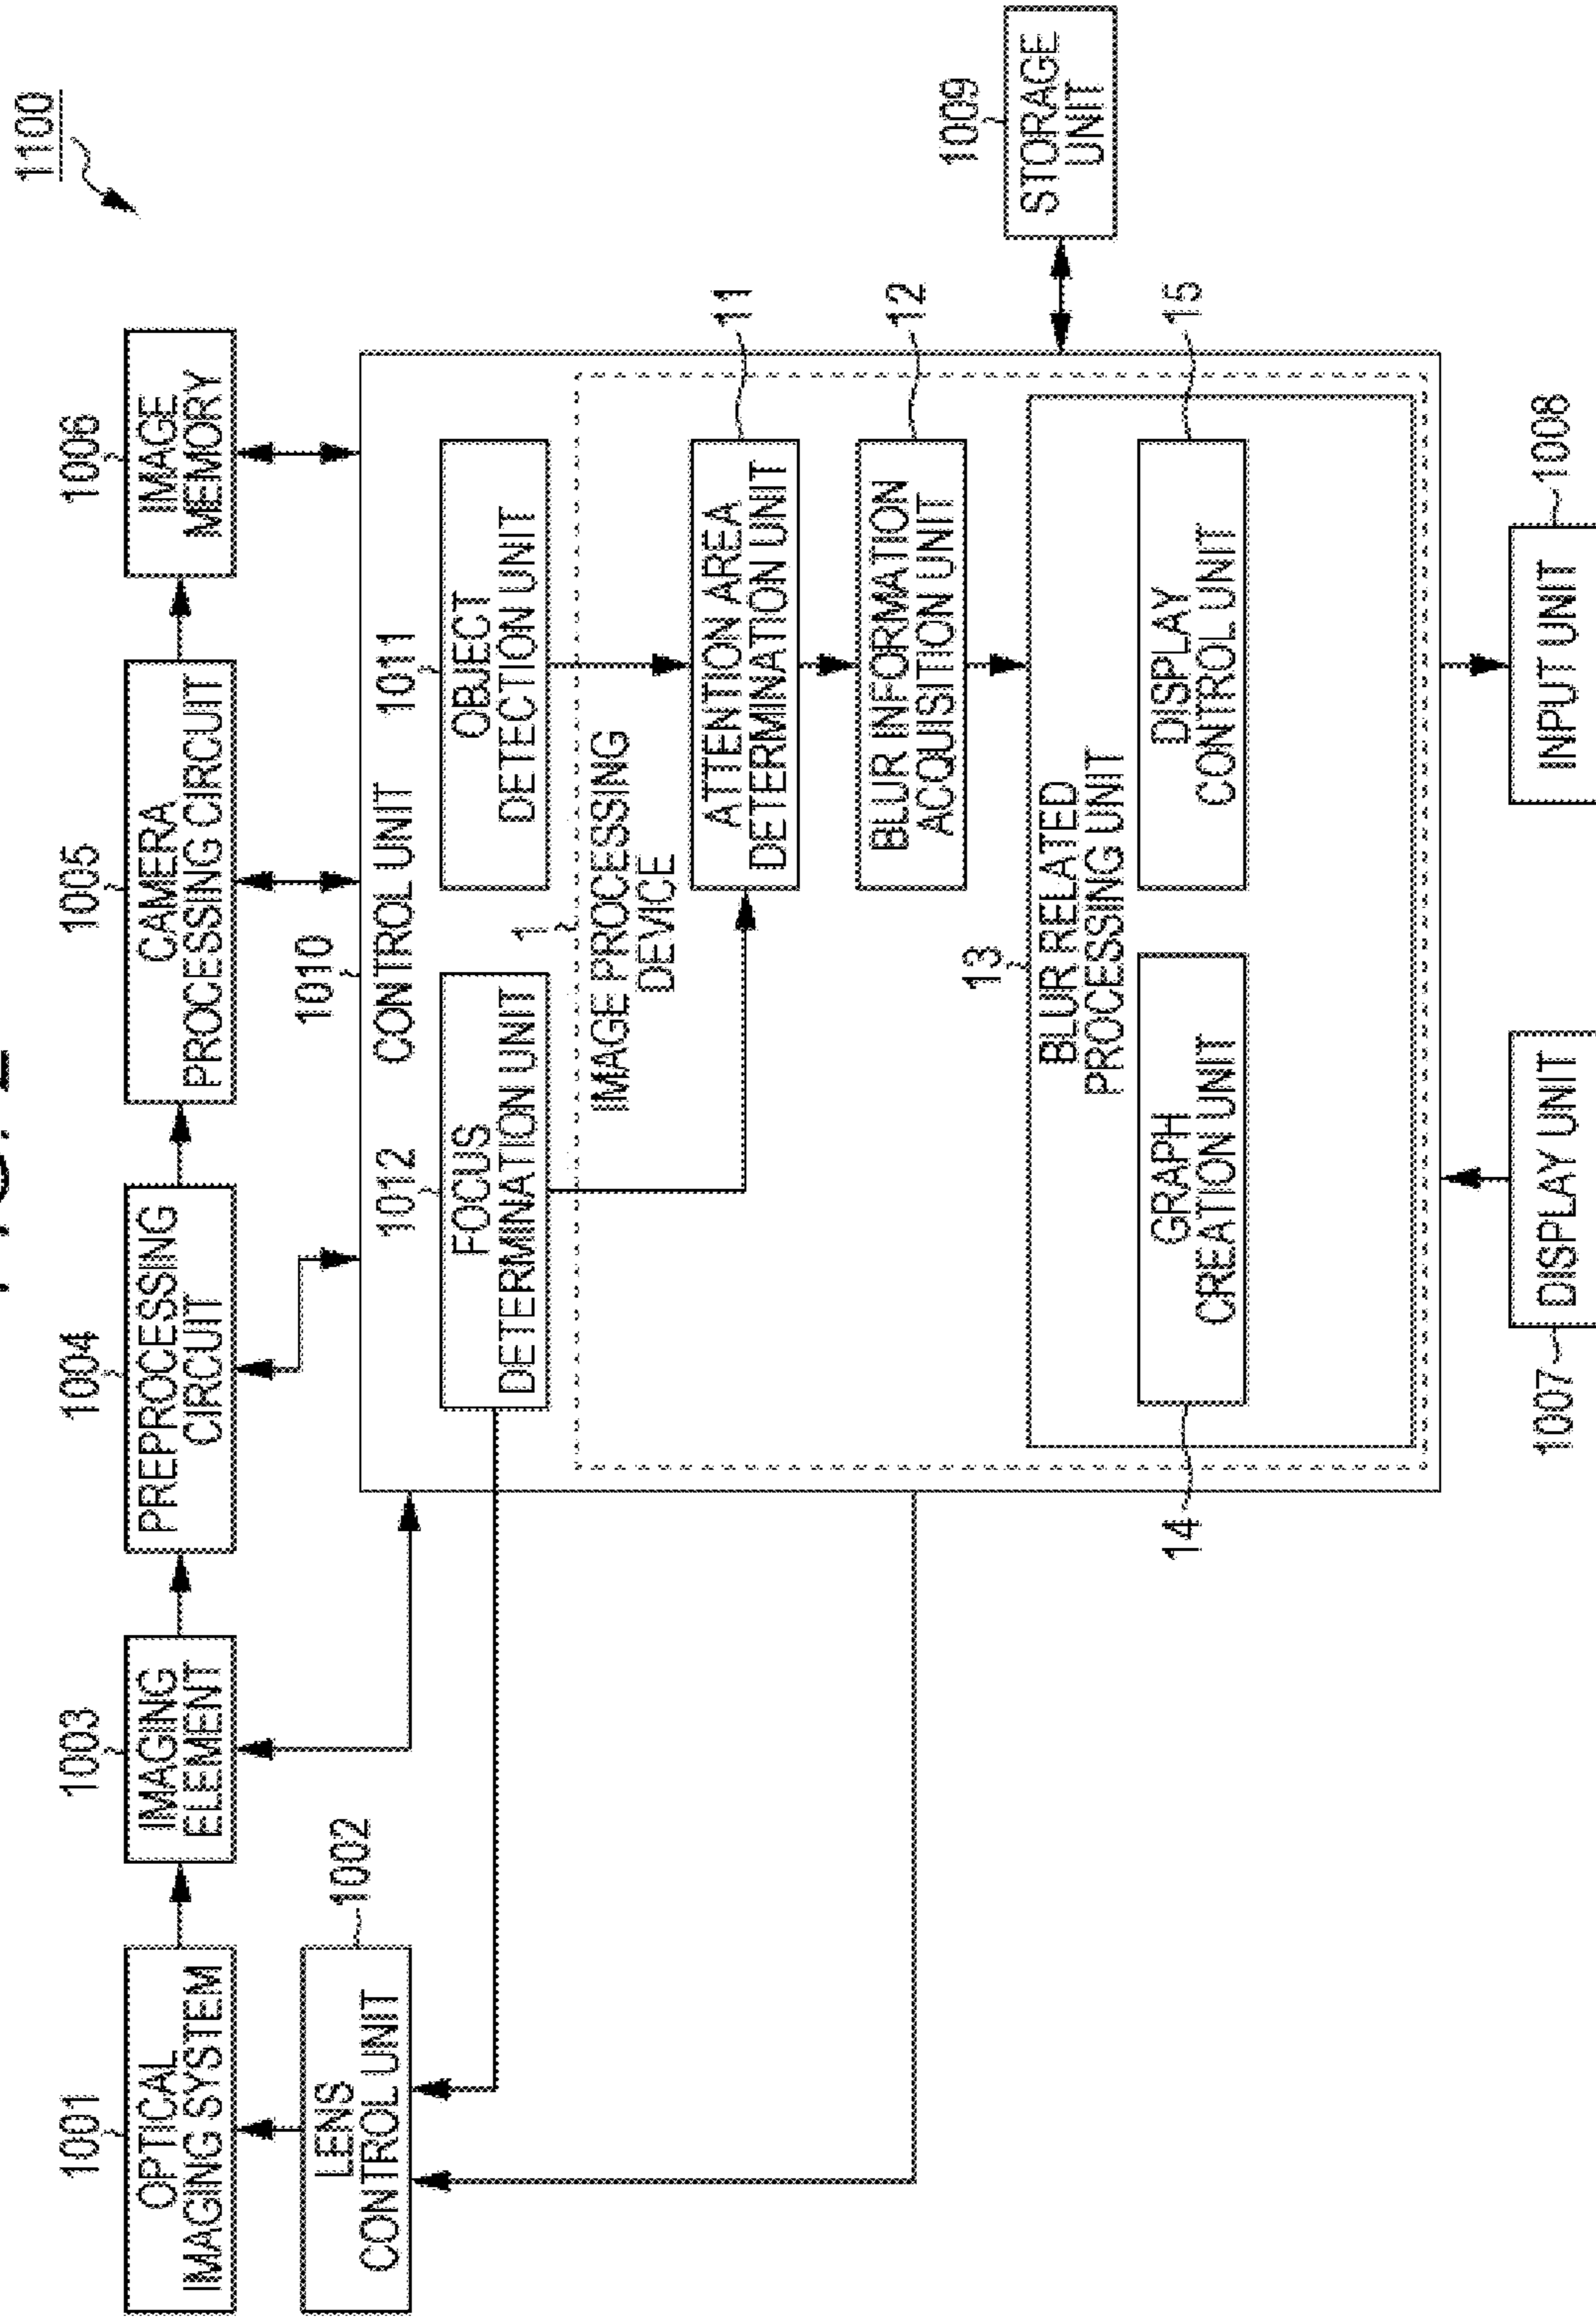 1100
1001
1003
1004
1005
1006
OPTICAL
IMAGING SYSTEM
IMAGING
ELEMENT
PREPROCESSING
CIRCUIT
CAMERA
PROCESSING CIRCUIT
IMAGE
MEMORY
1002
LENS
CONTROL UNIT
1010
CONTROL UNIT
1012
FOCUS
DETERMINATION UNIT
1011
OBJECT
DETECTION UNIT
1
IMAGE PROCESSING
DEVICE
11
ATTENTION AREA
DETERMINATION UNIT
12
BLUR INFORMATION
ACQUISITION UNIT
1009
STORAGE
UNIT
13
BLUR RELATED
PROCESSING UNIT
14
GRAPH
CREATION UNIT
15
DISPLAY
CONTROL UNIT
1007
DISPLAY UNIT
INPUT UNIT
1008